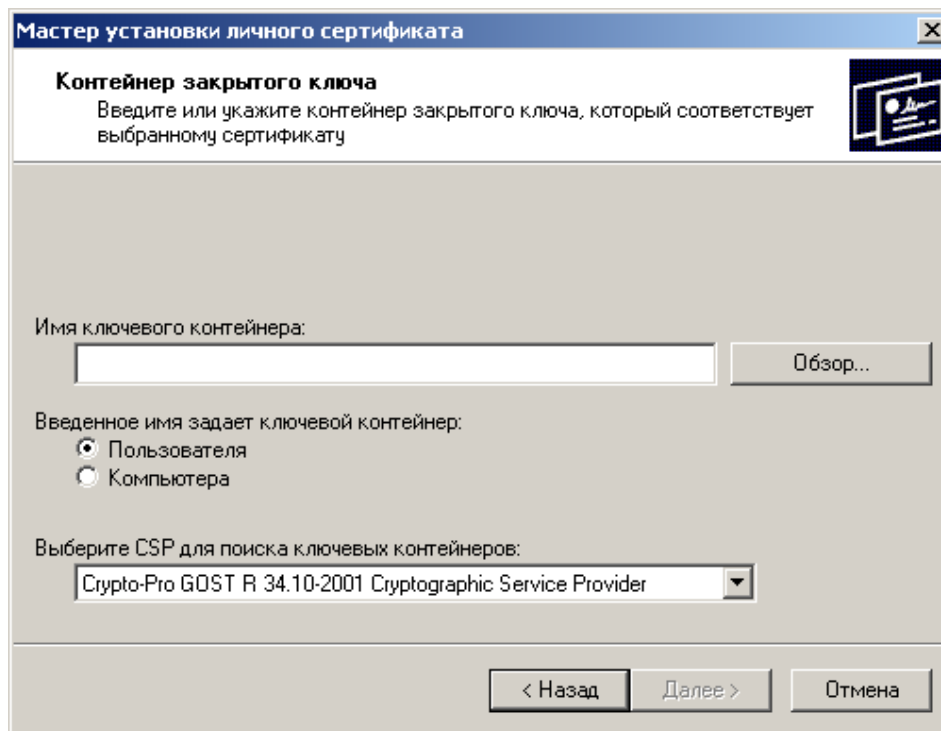 Мастер установки личного сертификата
Контейнер закрытого ключа
Введите или укажите контейнер закрытого ключа, который соответствует
выбранному сертификату
Имя ключевого контейнера:
Обзор...
Введенное имя задает ключевой контейнер:
Пользователя
Компьютера
Выберите CSP для поиска ключевых контейнеров:
Crypto-Pro GOST R 34.10-2001 Cryptographic Service Provider
< Назад
Далее >
Отмена